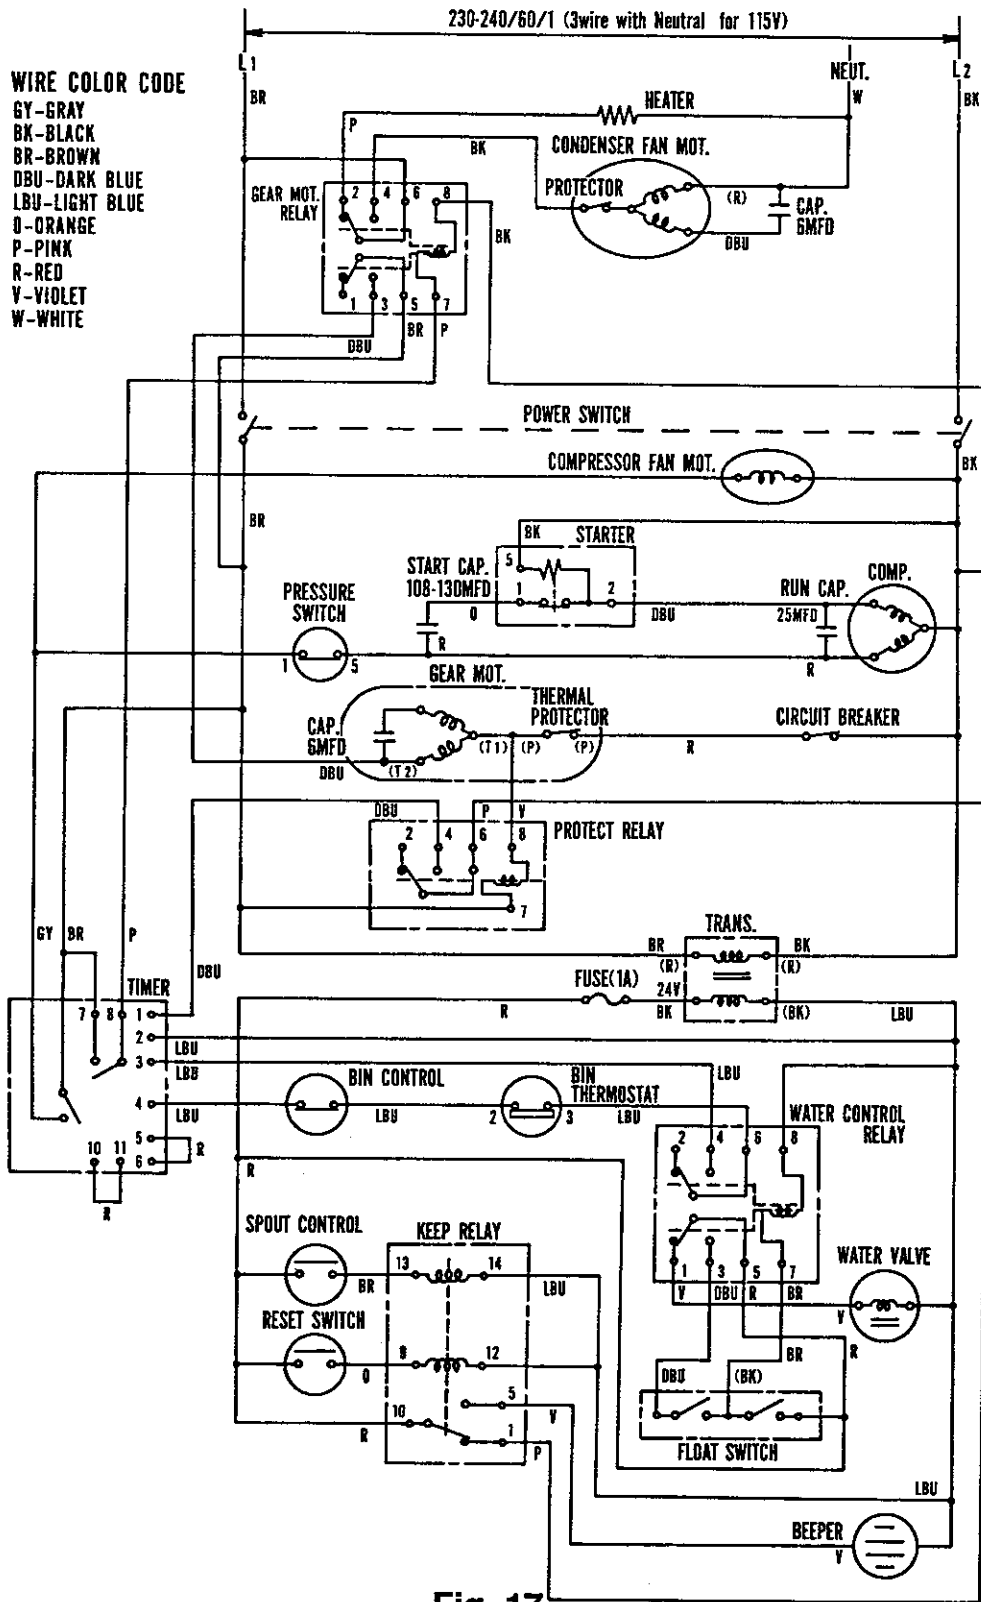 230-240/60/1 (3wire with Neutral for 115V)
L1
NEUT.
L2
WIRE COLOR CODE
GY-GRAY
BK-BLACK
BR-BROWN
DBU-DARK BLUE
LBU-LIGHT BLUE
O-ORANGE
P-PINK
R-RED
V-VIOLET
W-WHITE
BR
W
BK
P
HEATER
BK
CONDENSER FAN MOT.
PROTECTOR
(R)
CAP.
6MFD
DBU
GEAR MOT.
RELAY
2 4 6 8
BK
1 3 5 7
DBU
BR P
POWER SWITCH
COMPRESSOR FAN MOT.
BK
BR
BK
STARTER
5
START CAP.
108-130MFD
1 2
O
DBU
RUN CAP.
25MFD
COMP.
PRESSURE
SWITCH
1 5
R
R
GEAR MOT.
THERMAL
PROTECTOR
CAP.
6MFD
(T1) (P) (P)
R
CIRCUIT BREAKER
DBU
(T2)
DBU
P V
2 4 6 8
PROTECT RELAY
7
GY BR P
DBU
TRANS.
BR
(R)
BK
(R)
FUSE(1A)
24V
BK
(BK)
R
LBU
TIMER
7 8 1
2
LBU
3
LBU
4
LBU
5
6
R
10 11
R
BIN CONTROL
LBU
BIN
THERMOSTAT
2 3
LBU
LBU
WATER CONTROL
RELAY
2 4 6 8
1 3 5 7
V DBU R BR
R
SPOUT CONTROL
KEEP RELAY
BR
13 14
LBU
WATER VALVE
V
RESET SWITCH
O
9 12
10
R
5
V
1
P
DBU
(BK)
BR
R
FLOAT SWITCH
LBU
BEEPER
V
Fig. 17